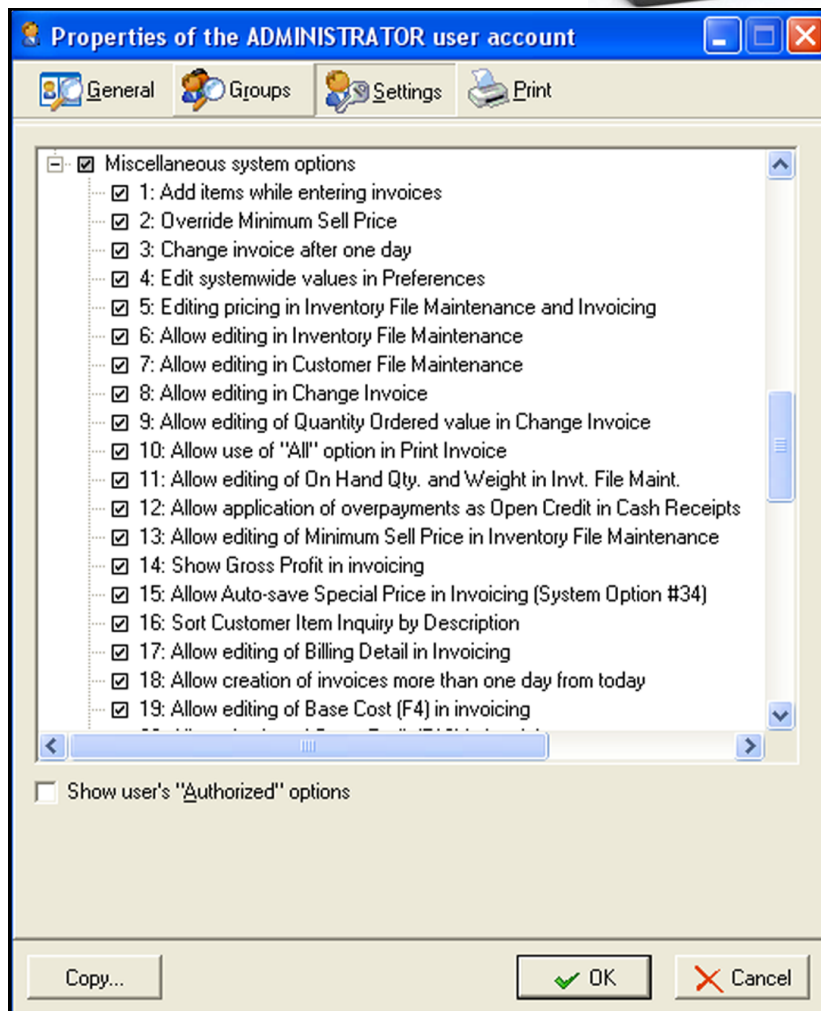 Properties of the ADMINISTRATOR user account
General Groups Settings Print
Miscellaneous system options
1: Add items while entering invoices
2: Override Minimum Sell Price
3: Change invoice after one day
4: Edit systemwide values in Preferences
5: Editing pricing in Inventory File Maintenance and Invoicing
6: Allow editing in Inventory File Maintenance
7: Allow editing in Customer File Maintenance
8: Allow editing in Change Invoice
9: Allow editing of Quantity Ordered value in Change Invoice
10: Allow use of "All" option in Print Invoice
11: Allow editing of On Hand Qty. and Weight in Invt. File Maint.
12: Allow application of overpayments as Open Credit in Cash Receipts
13: Allow editing of Minimum Sell Price in Inventory File Maintenance
14: Show Gross Profit in invoicing
15: Allow Auto-save Special Price in Invoicing (System Option #34)
16: Sort Customer Item Inquiry by Description
17: Allow editing of Billing Detail in Invoicing
18: Allow creation of invoices more than one day from today
19: Allow editing of Base Cost (F4) in invoicing
Show user's "Authorized" options
Copy... OK Cancel